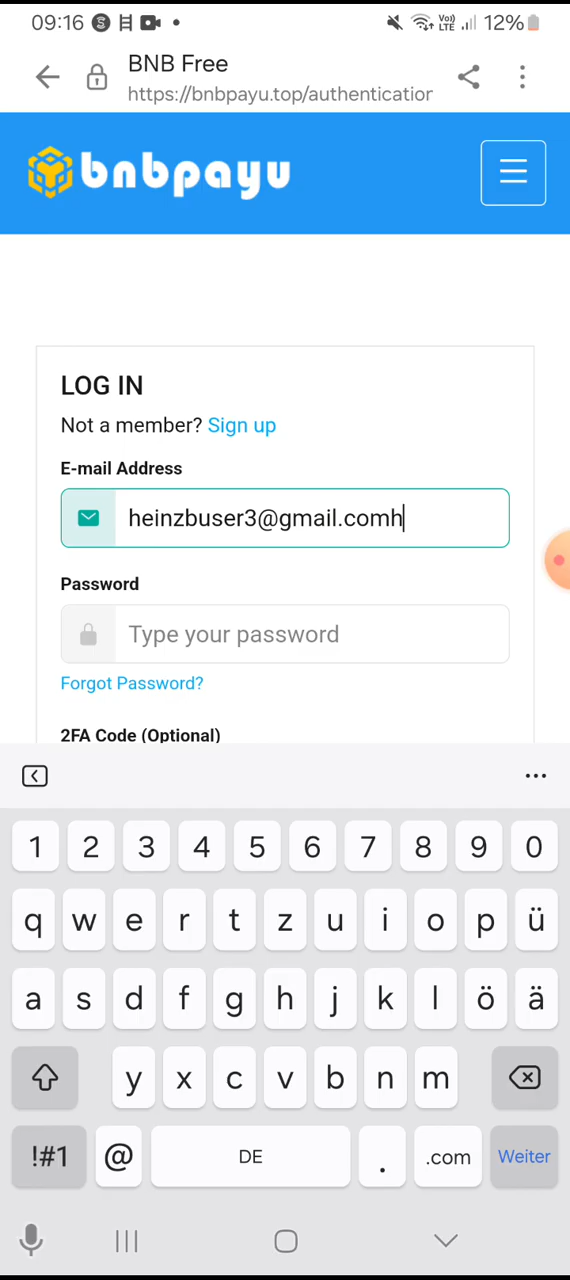 09:16 12%
BNB Free
https://bnbpayu.top/authentication
bnbpayu
LOG IN
Not a member? Sign up
E-mail Address
heinzbuser3@gmail.comh
Password
Type your password
Forgot Password?
2FA Code (Optional)
1 2 3 4 5 6 7 8 9 0
q w e r t z u i o p ü
a s d f g h j k l ö ä
y x c v b n m
!#1 @ DE . .com Weiter